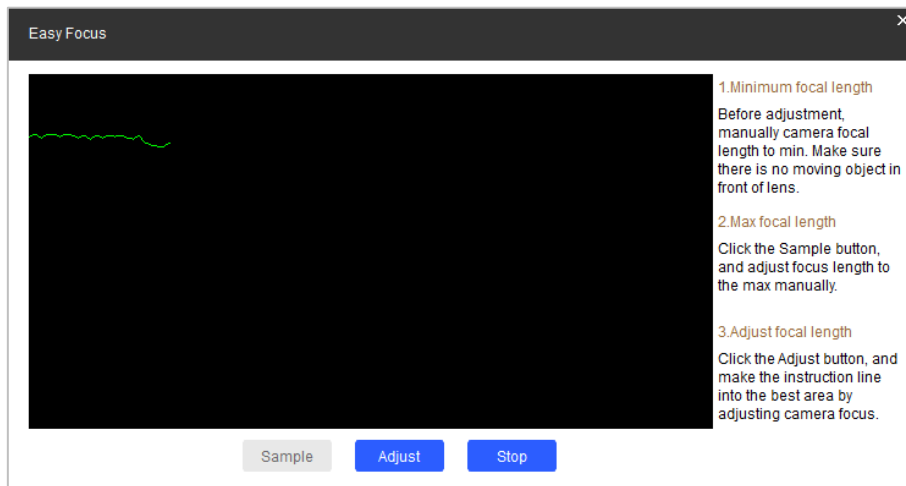 Easy Focus
1.Minimum focal length
Before adjustment,
manually camera focal
length to min. Make sure
there is no moving object in
front of lens.
2.Max focal length
Click the Sample button,
and adjust focus length to
the max manually.
3.Adjust focal length
Click the Adjust button, and
make the instruction line
into the best area by
adjusting camera focus.
Sample
Adjust
Stop